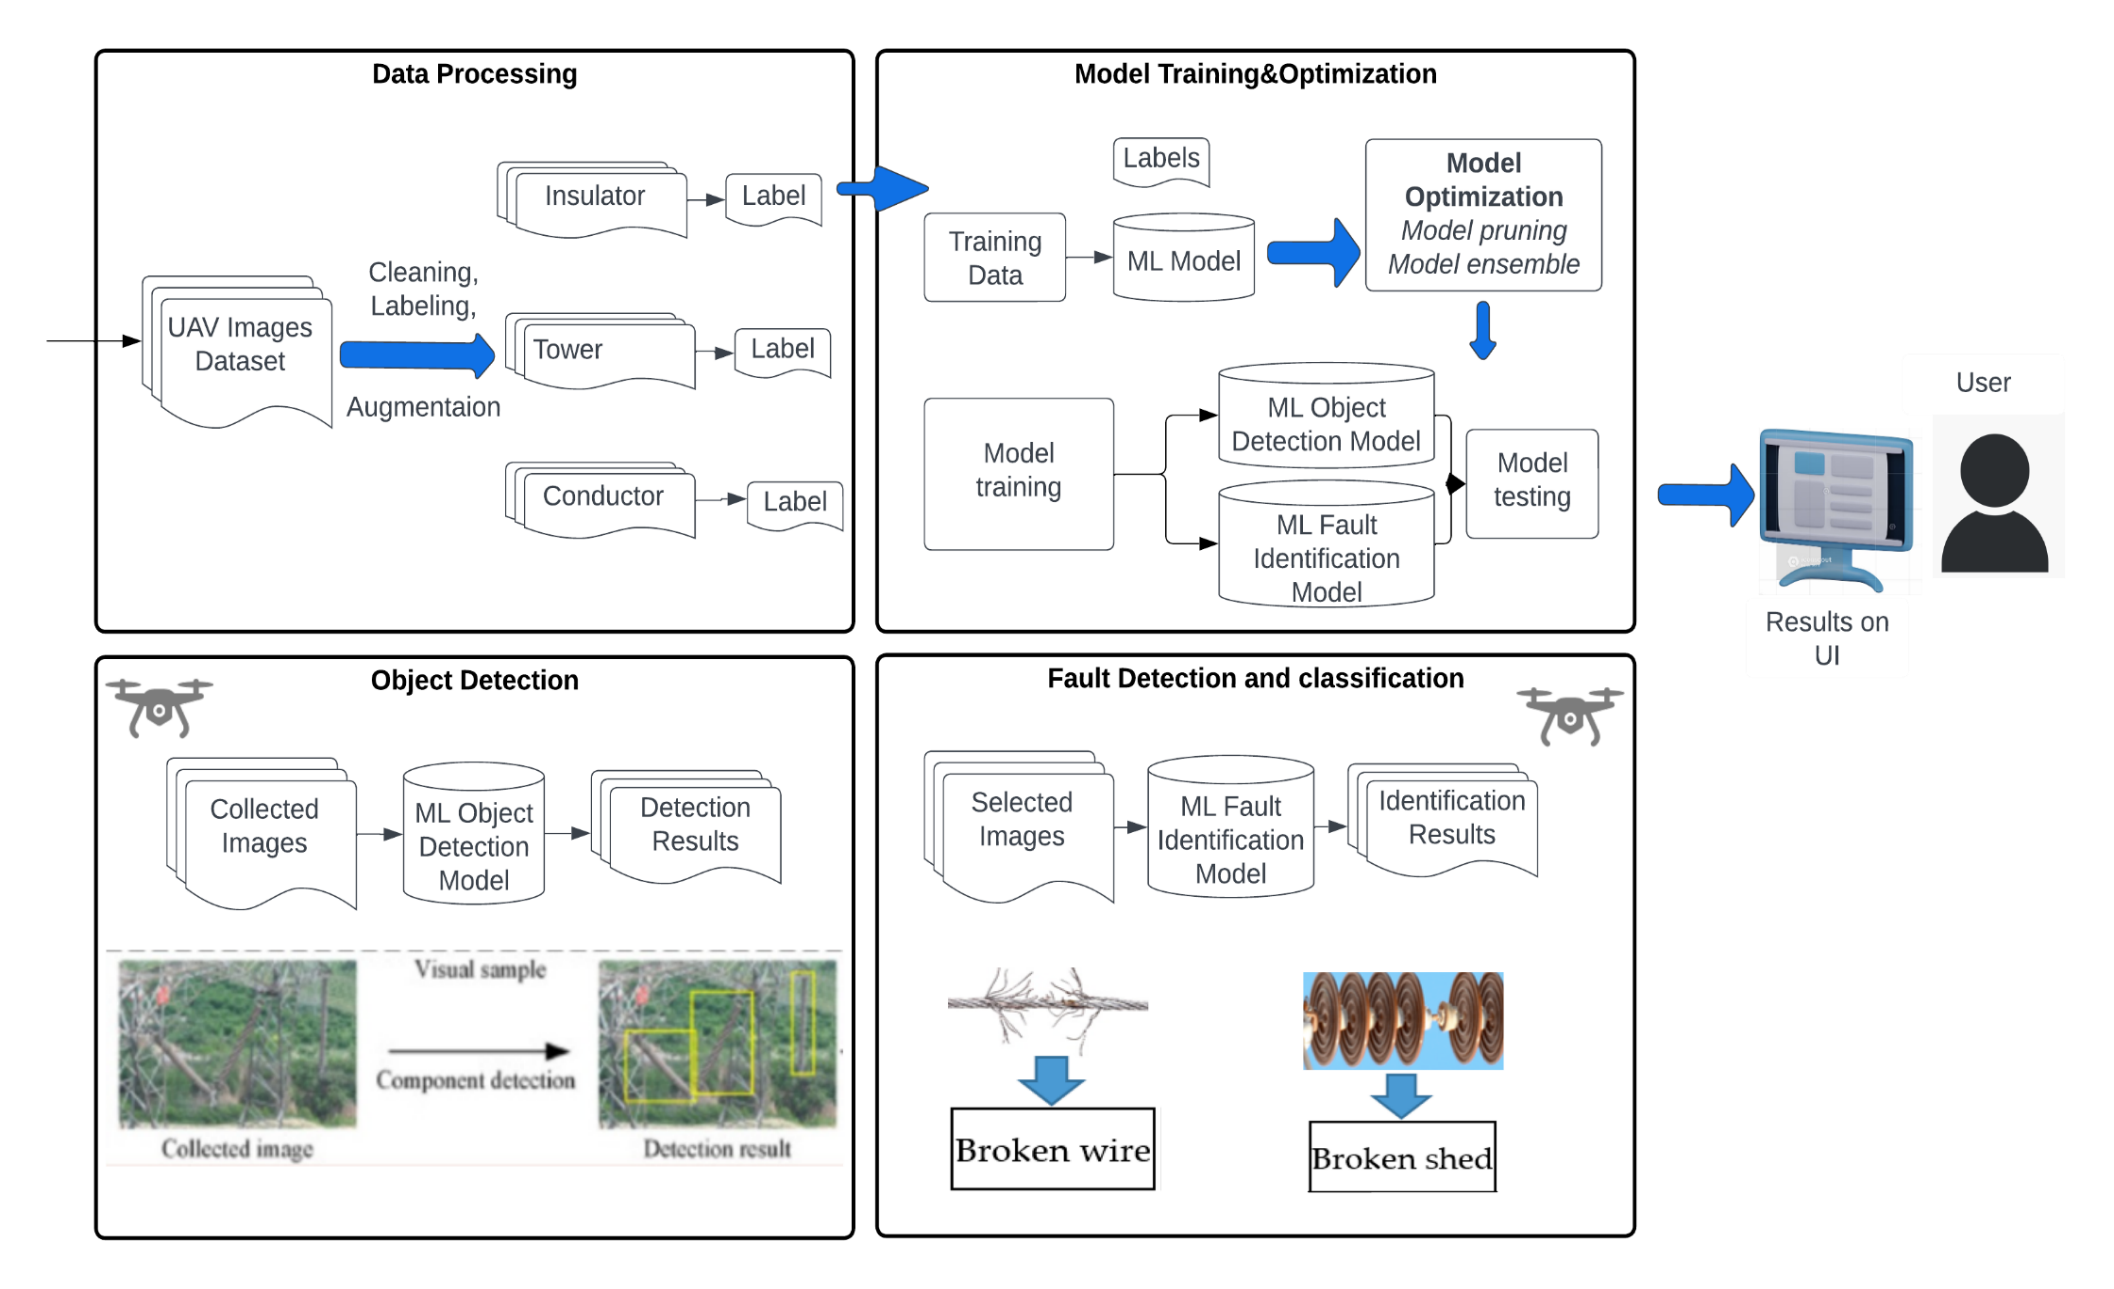 Data Processing
Insulator
Label
Cleaning,
Labeling,
UAV Images
Dataset
Tower
Label
Augmentaion
Conductor
Label
Model Training&Optimization
Labels
Training
Data
ML Model
Model
Optimization
Model pruning
Model ensemble
Model
training
ML Object
Detection Model
ML Fault
Identification
Model
Model
testing
User
Results on
UI
Object Detection
Collected
Images
ML Object
Detection
Model
Detection
Results
Visual sample
Component detection
Collected image
Detection result
Fault Detection and classification
Selected
Images
ML Fault
Identification
Model
Identification
Results
Broken wire
Broken shed